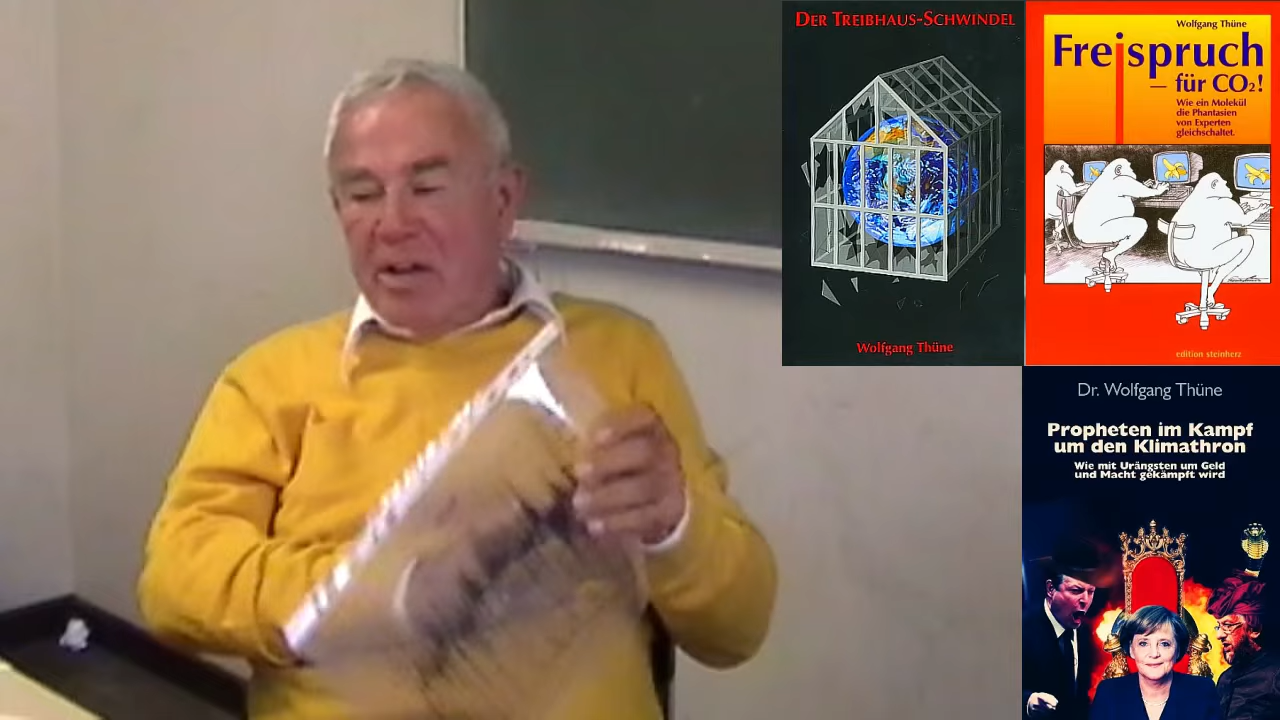 DER TREIBHAUS-SCHWINDEL
Wolfgang Thüne
Wolfgang Thüne
Freispruch
– für CO₂!
Wie ein Molekül
die Phantasien
von Experten
gleichschaltet.
edition steinherz
Dr. Wolfgang Thüne
Propheten im Kampf
um den Klimathron
Wie mit Urängsten um Geld
und Macht gekämpft wird